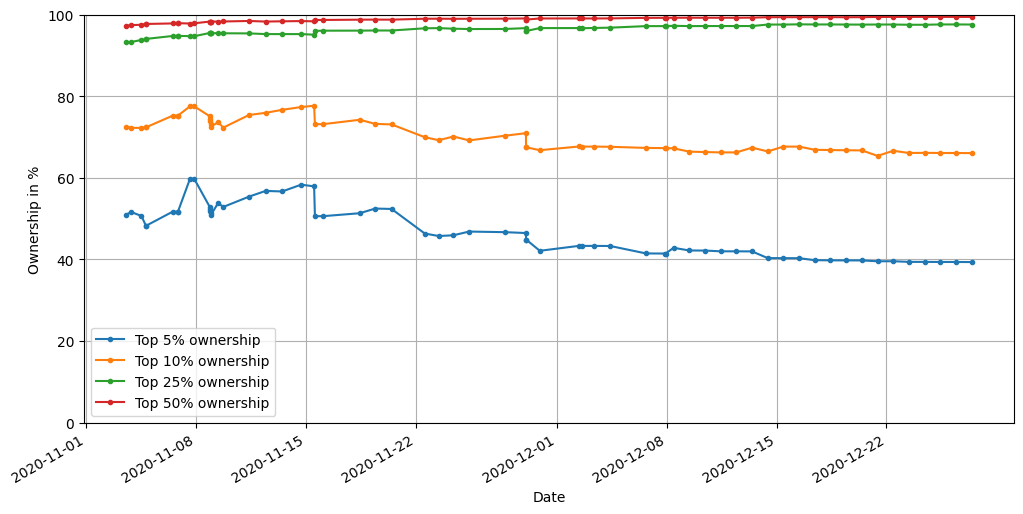 100
80
60
40
20
0
Ownership in %
Top 5% ownership
Top 10% ownership
Top 25% ownership
Top 50% ownership
2020-11-01
2020-11-08
2020-11-15
2020-11-22
2020-12-01
2020-12-08
2020-12-15
2020-12-22
Date